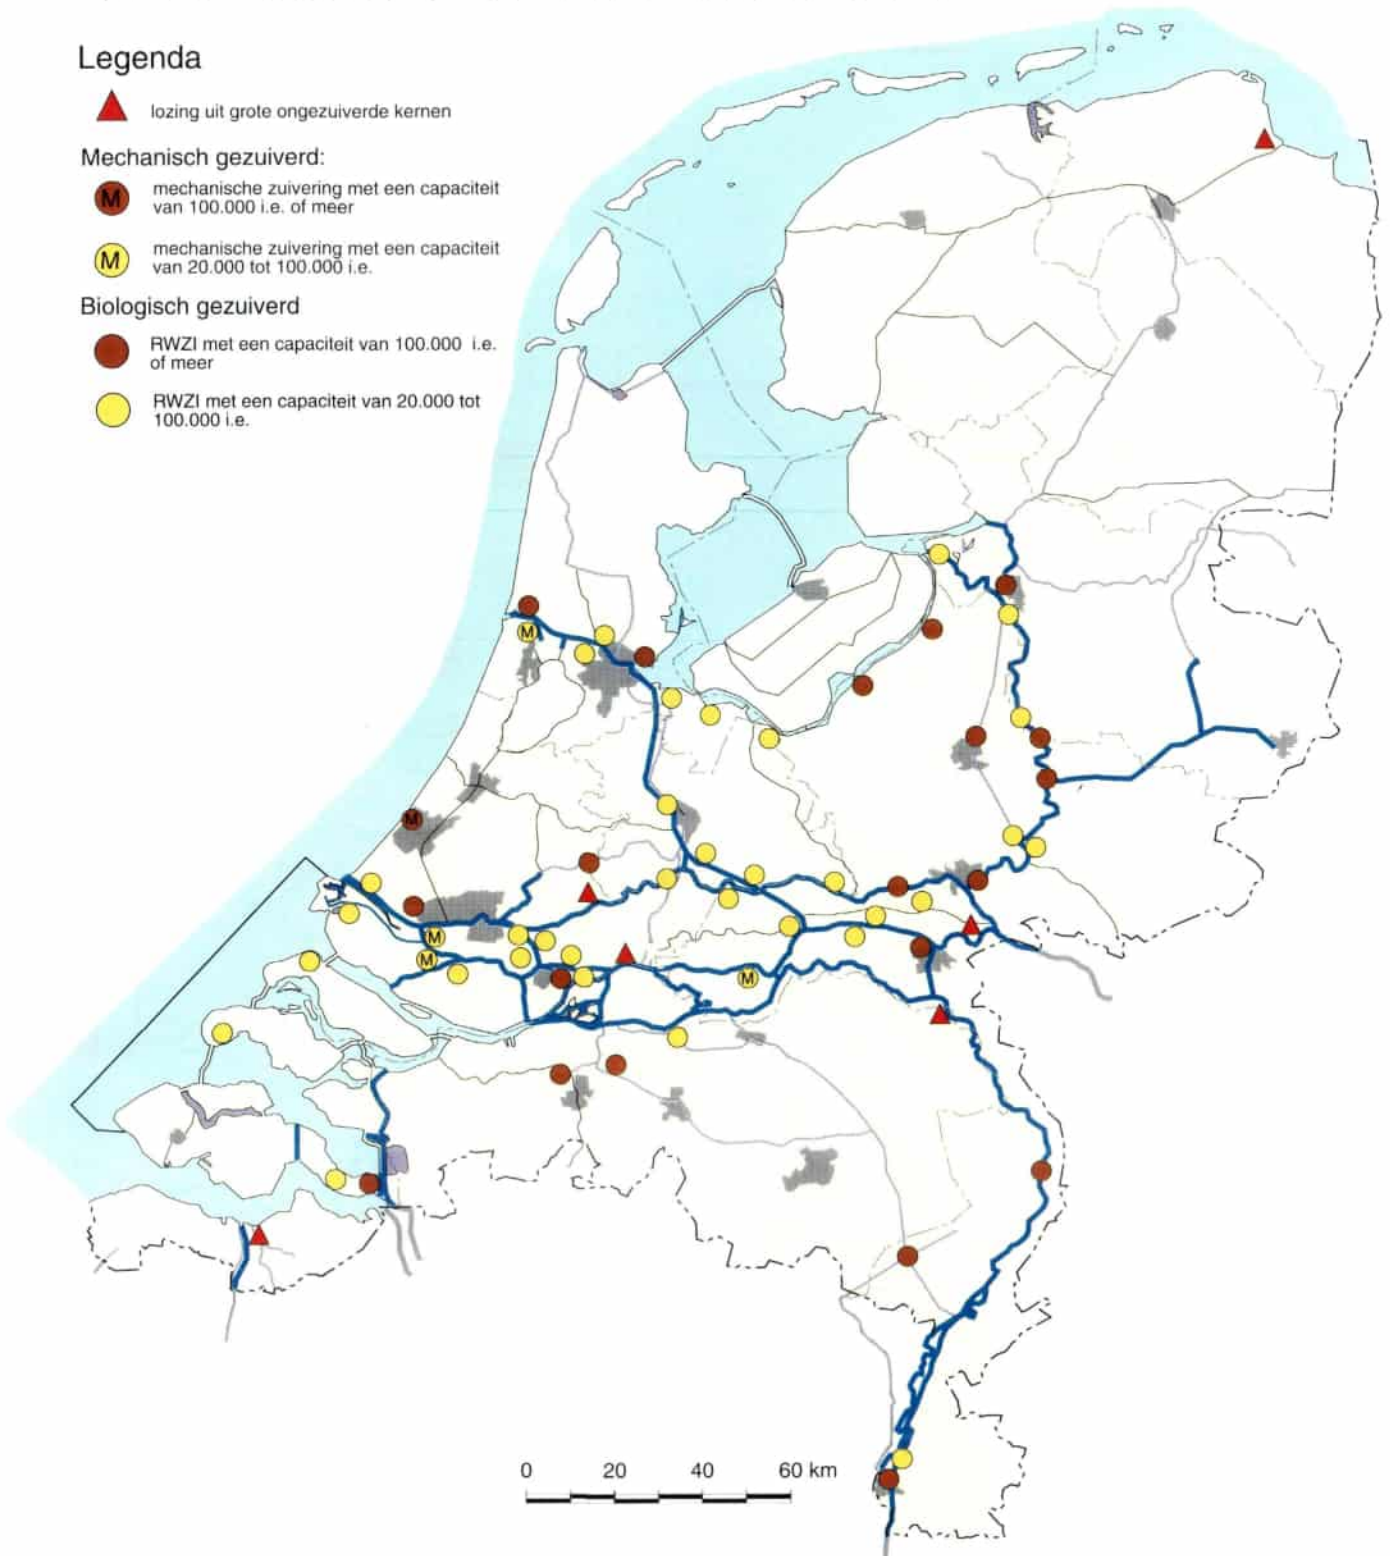 Legenda
lozing uit grote ongezuiverde kernen
Mechanisch gezuiverd:
M
mechanische zuivering met een capaciteit
van 100.000 i.e. of meer
M
mechanische zuivering met een capaciteit
van 20.000 tot 100.000 i.e.
Biologisch gezuiverd
RWZI met een capaciteit van 100.000 i.e.
of meer
RWZI met een capaciteit van 20.000 tot
100.000 i.e.
M
M
M
M
M
0 20 40 60 km